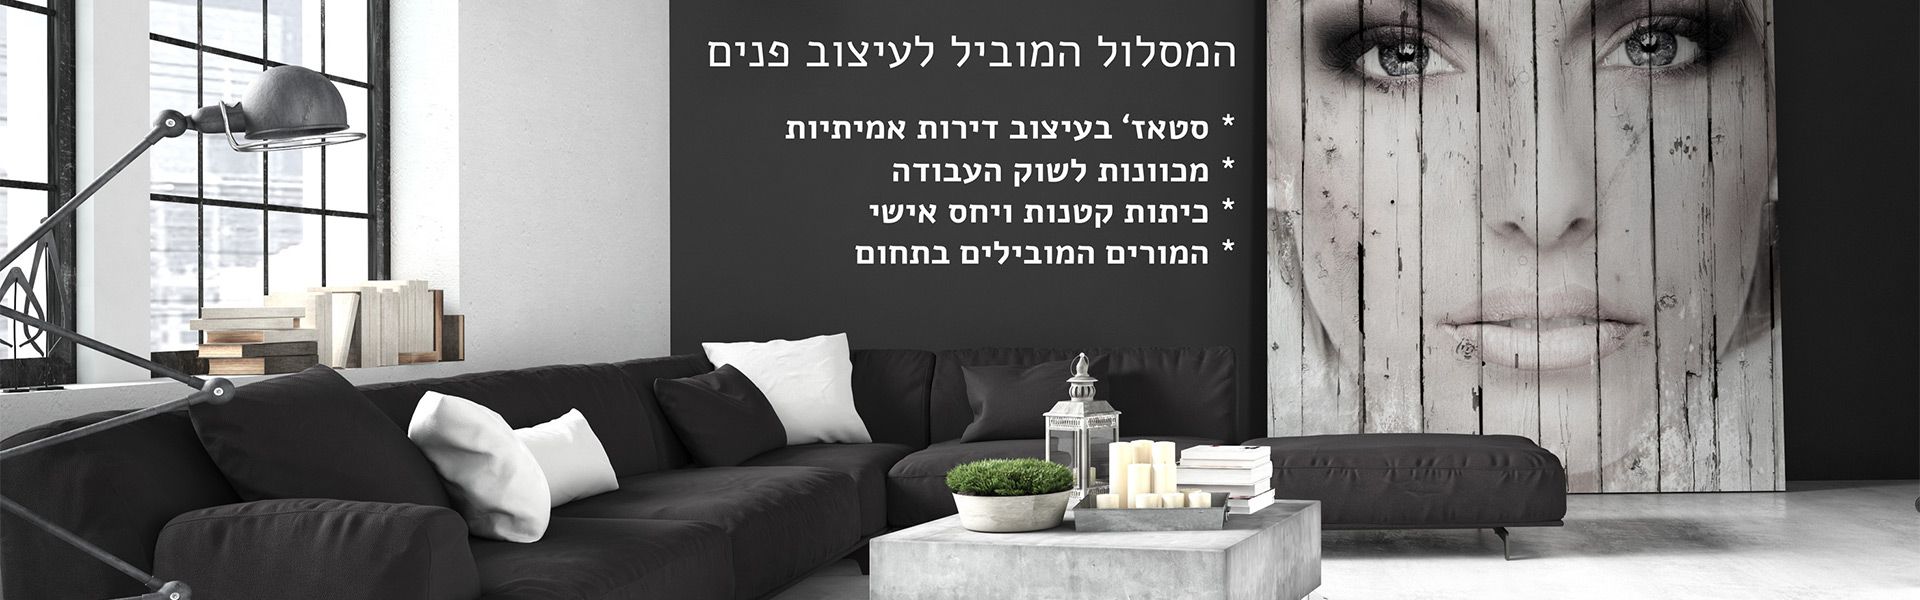 המסלול המוביל לעיצוב פנים
* סטאז‘ בעיצוב דירות אמיתיות
* מכוונות לשוק העבודה
* כיתות קטנות ויחס אישי
* המורים המובילים בתחום